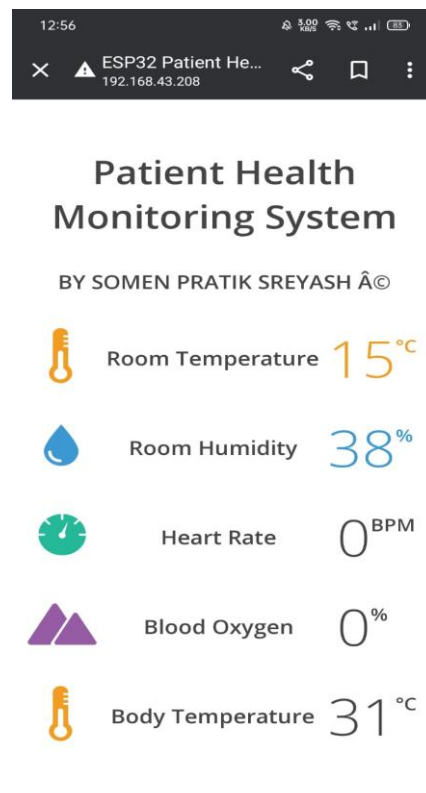 12:56
3.00
KB/S
83
ESP32 Patient He...
192.168.43.208
Patient Health
Monitoring System
BY SOMEN PRATIK SREYASH Â©
Room Temperature 15°C
Room Humidity 38%
Heart Rate 0BPM
Blood Oxygen 0%
Body Temperature 31°C